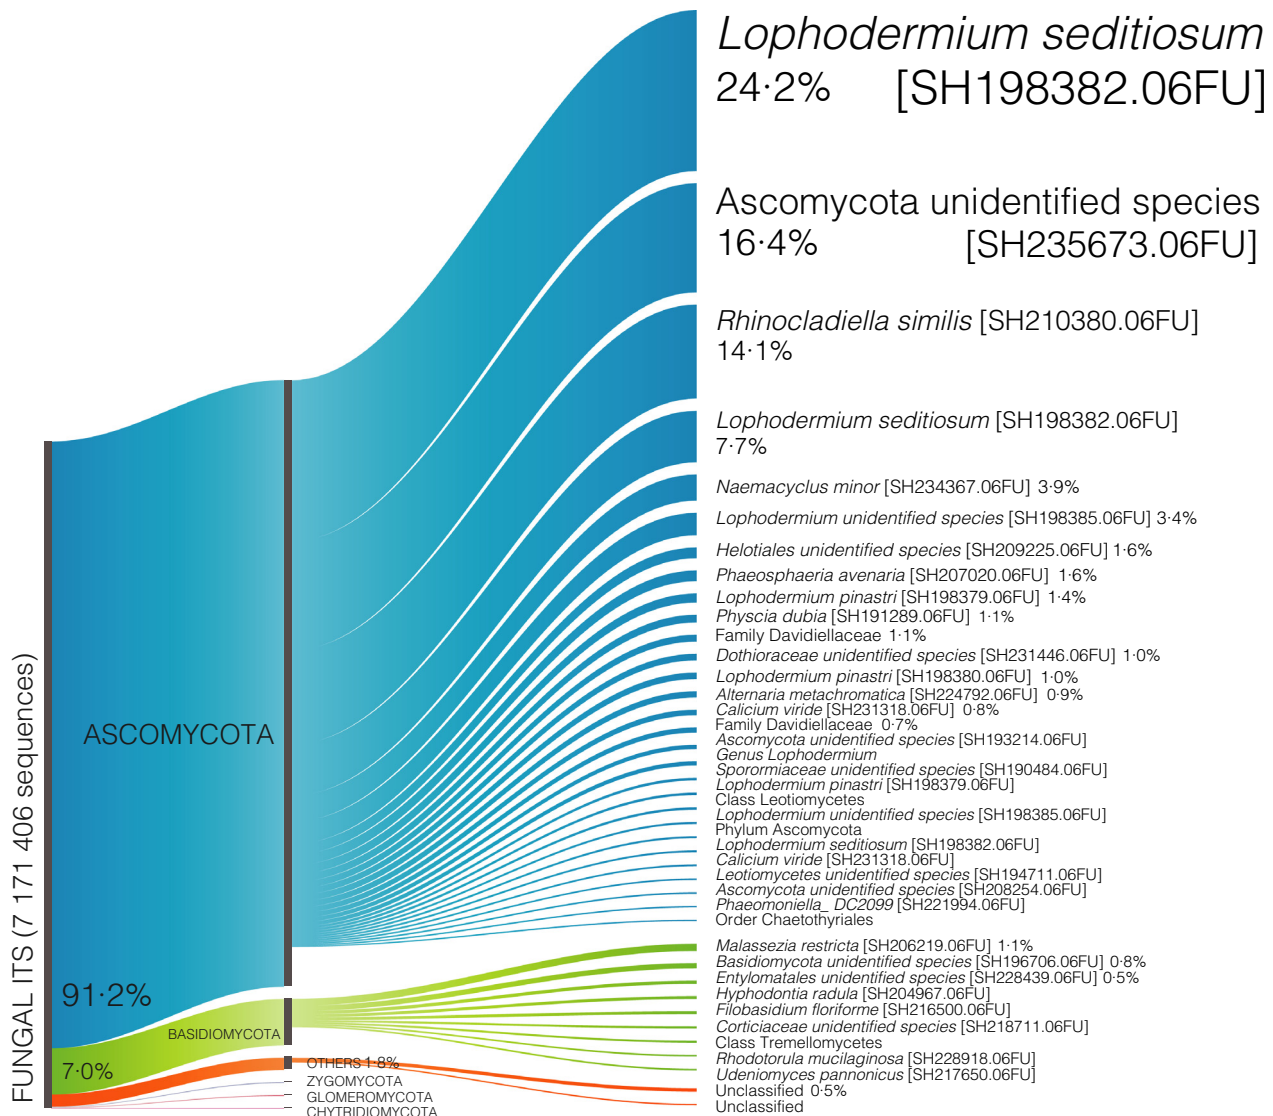 FUNGAL ITS (7 171 406 sequences)
91·2%
7·0%
ASCOMYCOTA
BASIDIOMYCOTA
OTHERS 1·8%
ZYGOMYCOTA
GLOMEROMYCOTA
CHYTRIDIOMYCOTA
Lophodermium seditiosum
24·2% [SH198382.06FU]
Ascomycota unidentified species
16·4% [SH235673.06FU]
Rhinocladiella similis [SH210380.06FU]
14·1%
Lophodermium seditiosum [SH198382.06FU]
7·7%
Naemacyclus minor [SH234367.06FU] 3·9%
Lophodermium unidentified species [SH198385.06FU] 3·4%
Helotiales unidentified species [SH209225.06FU] 1·6%
Phaeosphaeria avenaria [SH207020.06FU] 1·6%
Lophodermium pinastri [SH198379.06FU] 1·4%
Physcia dubia [SH191289.06FU] 1·1%
Family Davidiellaceae 1·1%
Dothioraceae unidentified species [SH231446.06FU] 1·0%
Lophodermium pinastri [SH198380.06FU] 1·0%
Alternaria metachromatica [SH224792.06FU] 0·9%
Calicium viride [SH231318.06FU] 0·8%
Family Davidiellaceae 0·7%
Ascomycota unidentified species [SH193214.06FU]
Genus Lophodermium
Sporormiaceae unidentified species [SH190484.06FU]
Lophodermium pinastri [SH198379.06FU]
Class Leotiomycetes
Lophodermium unidentified species [SH198385.06FU]
Phylum Ascomycota
Lophodermium seditiosum [SH198382.06FU]
Calicium viride [SH231318.06FU]
Leotiomycetes unidentified species [SH194711.06FU]
Ascomycota unidentified species [SH208254.06FU]
Phaeomoniella_ DC2099 [SH221994.06FU]
Order Chaetothyriales
Malassezia restricta [SH206219.06FU] 1·1%
Basidiomycota unidentified species [SH196706.06FU] 0·8%
Entylomatales unidentified species [SH228439.06FU] 0·5%
Hyphodontia radula [SH204967.06FU]
Filobasidium floriforme [SH216500.06FU]
Corticiaceae unidentified species [SH218711.06FU]
Class Tremellomycetes
Rhodotorula mucilaginosa [SH228918.06FU]
Udeniomyces pannonicus [SH217650.06FU]
Unclassified 0·5%
Unclassified